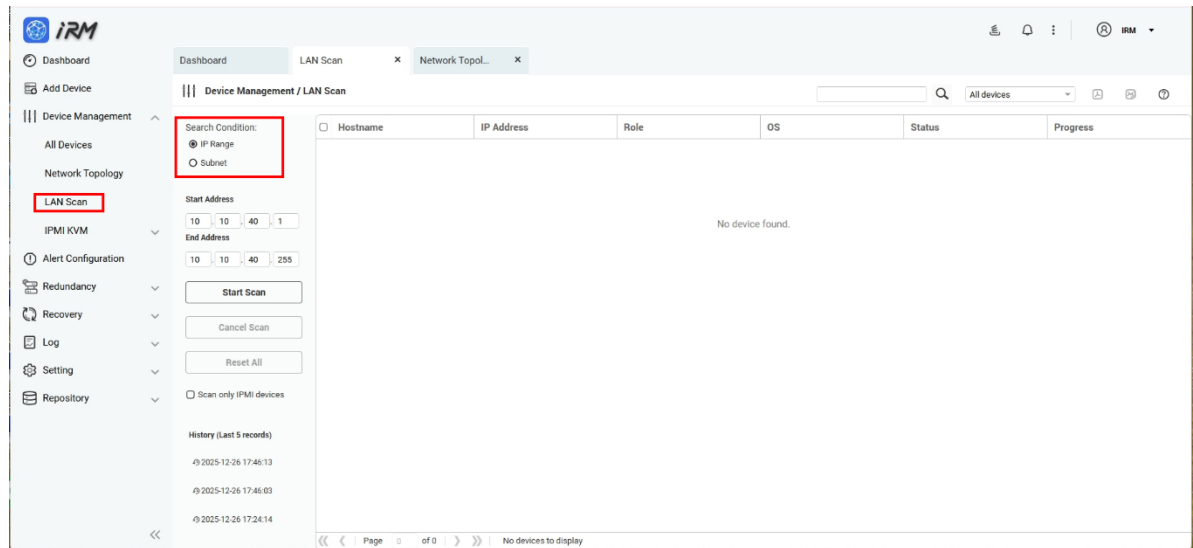 iRM
IRM
Dashboard
Add Device
Device Management
All Devices
Network Topology
LAN Scan
IPMI KVM
Alert Configuration
Redundancy
Recovery
Log
Setting
Repository
Dashboard
LAN Scan
Network Topol...
Device Management / LAN Scan
All devices
Search Condition:
IP Range
Subnet
Start Address
10 . 10 . 40 . 1
End Address
10 . 10 . 40 . 255
Start Scan
Cancel Scan
Reset All
Scan only IPMI devices
History (Last 5 records)
2025-12-26 17:46:13
2025-12-26 17:46:03
2025-12-26 17:24:14
Hostname IP Address Role OS Status Progress
No device found.
Page 0 of 0 No devices to display